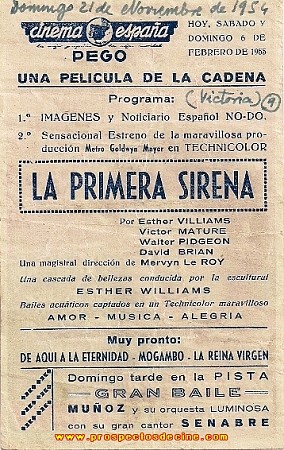 Domingo 21 de Noviembre de 1954
cinema españa
PEGO
HOY, SABADO y
DOMINGO 6 DE
FEBRERO DE 1955
UNA PELICULA DE LA CADENA
Programa:
(Victoria)
1.º IMAGENES y Noticiario Español NO-DO.
2.º Sensacional Estreno de la maravillosa pro-
ducción Metro Goldwyn Mayer en TECHNICOLOR
LA PRIMERA SIRENA
Por Esther WILLIAMS
Victor MATURE
Walter PIDGEON
David BRIAN
Una magistral dirección de Mervyn Le ROY
Una cascada de bellezas conducida por la escultural
ESTHER WILLIAMS
Bailes acuáticos captados en un Technicolor maravilloso
AMOR - MUSICA - ALEGRIA
Muy pronto:
DE AQUI A LA ETERNIDAD - MOGAMBO - LA REINA VIRGEN
Domingo tarde en la PISTA
GRAN BAILE
MUÑOZ y su orquesta LUMINOSA
con su gran cantor SENABRE
www.prospectosdecine.com